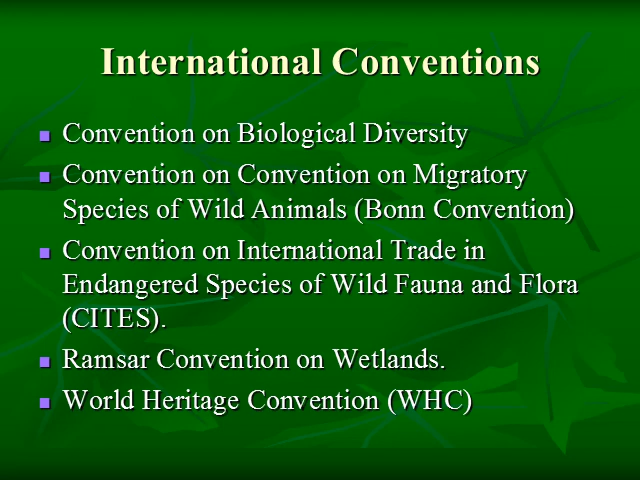 International Conventions
Convention on Biological Diversity
Convention on Convention on Migratory
Species of Wild Animals (Bonn Convention)
Convention on International Trade in
Endangered Species of Wild Fauna and Flora
(CITES).
Ramsar Convention on Wetlands.
World Heritage Convention (WHC)